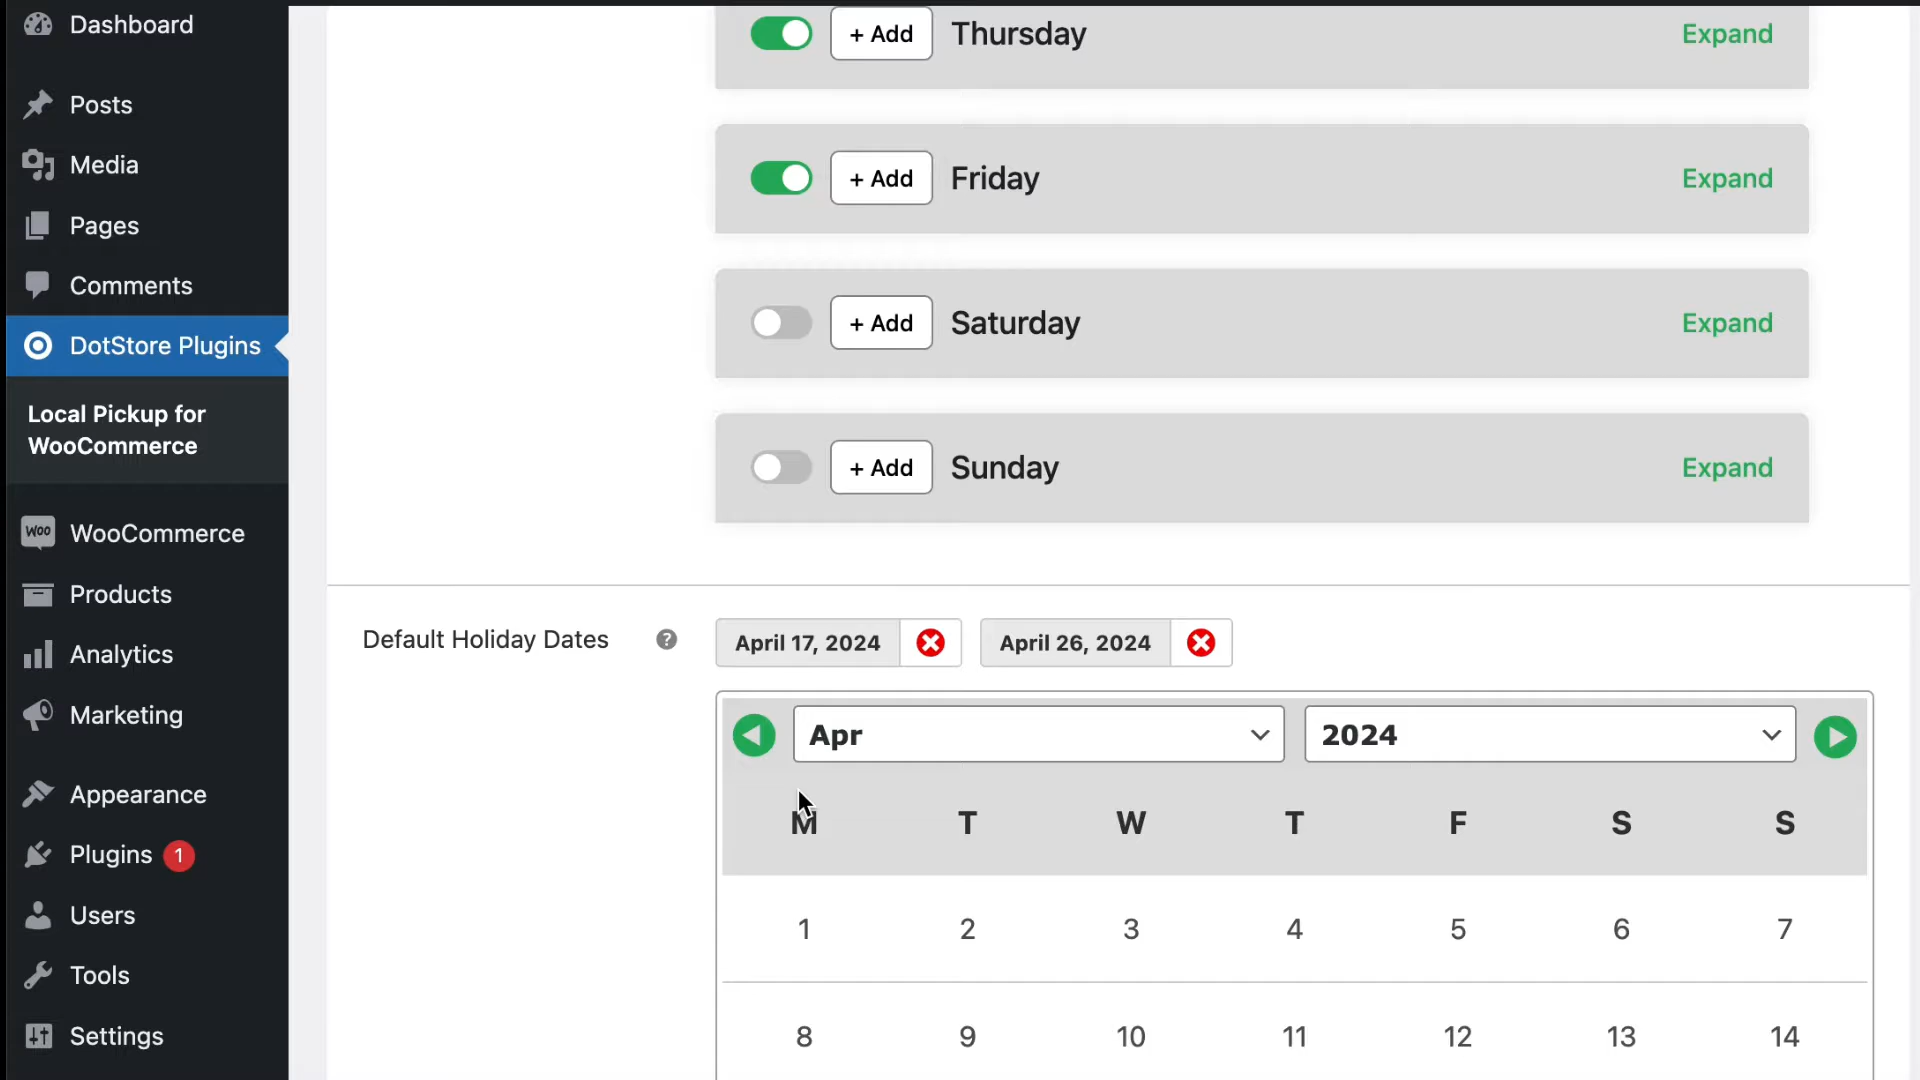 Dashboard
Posts
Media
Pages
Comments
DotStore Plugins
Local Pickup for
WooCommerce
Woo WooCommerce
Products
Analytics
Marketing
Appearance
Plugins 1
Users
Tools
Settings
+ Add Thursday Expand
+ Add Friday Expand
+ Add Saturday Expand
+ Add Sunday Expand
Default Holiday Dates ? April 17, 2024 April 26, 2024
Apr 2024
M T W T F S S
1 2 3 4 5 6 7
8 9 10 11 12 13 14